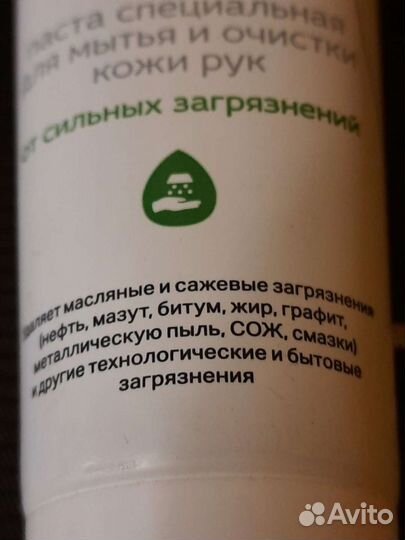 паста специальная
для мытья и очистки
кожи рук
от сильных загрязнений
Удаляет масляные и сажевые загрязнения
(нефть, мазут, битум, жир, графит,
металлическую пыль, СОЖ, смазки)
и другие технологические и бытовые
загрязнения
Avito